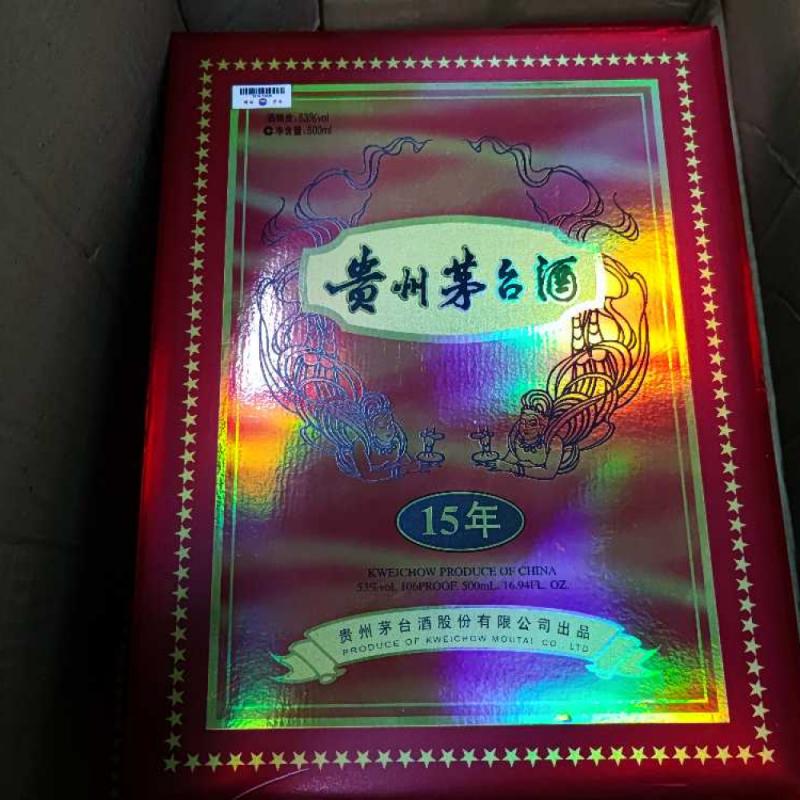 酒精度:53%vol
净含量:500ml
贵州茅台酒
15年
KWEICHOW PRODUCE OF CHINA
53%vol. 106PROOF. 500mL. 16.94FL. OZ.
贵州茅台酒股份有限公司出品
PRODUCE OF KWEICHOW MOUTAI CO., LTD